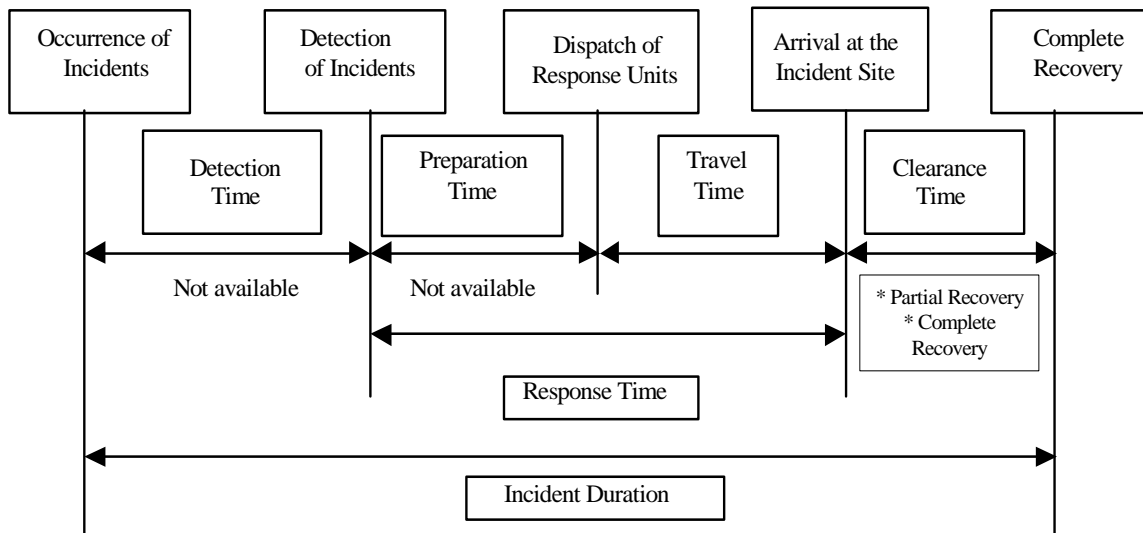 Occurrence of
Incidents
Detection
of Incidents
Dispatch of
Response Units
Arrival at the
Incident Site
Complete
Recovery
Detection
Time
Preparation
Time
Travel
Time
Clearance
Time
Not available
Not available
* Partial Recovery
* Complete
Recovery
Response Time
Incident Duration